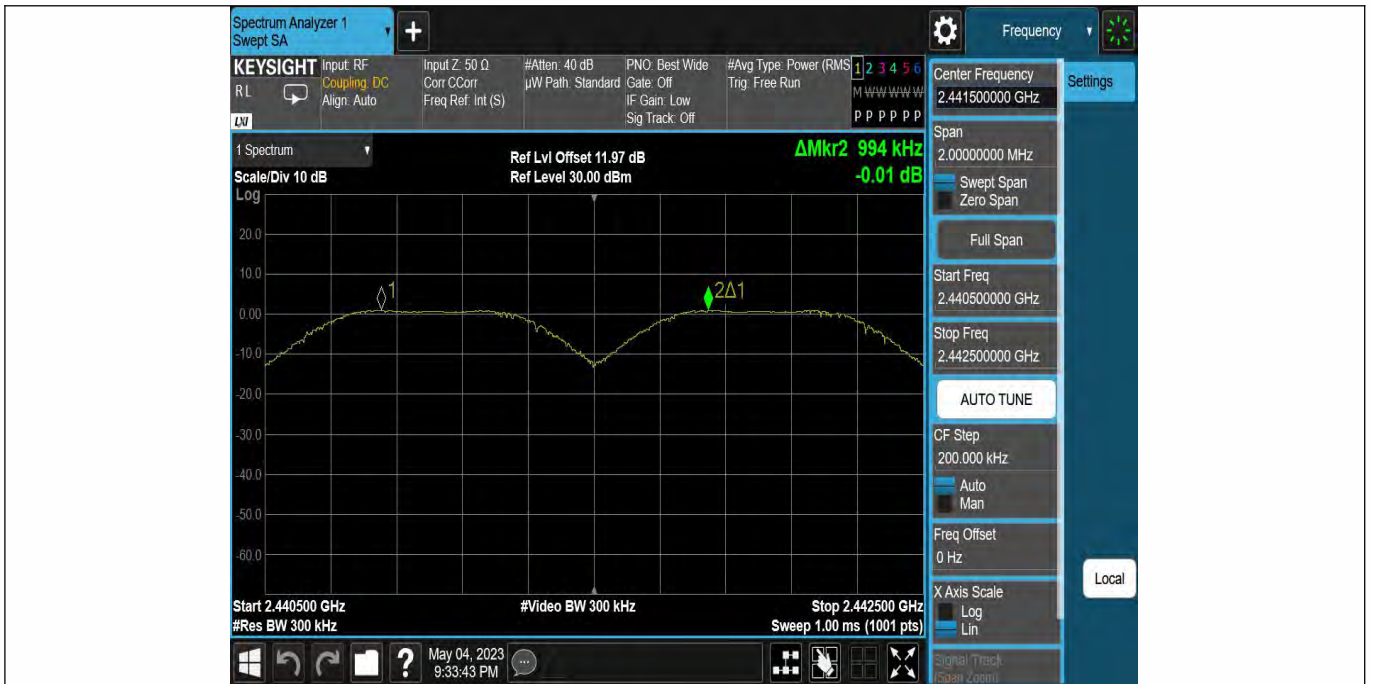 Spectrum Analyzer 1
Swept SA
+
Frequency
KEYSIGHT
R L
LXI
Input: RF
Coupling: DC
Align: Auto
Input Z: 50 Ω
Corr CCorr
Freq Ref: Int (S)
#Atten: 40 dB
µW Path: Standard
PNO: Best Wide
Gate: Off
IF Gain: Low
Sig Track: Off
#Avg Type: Power (RMS
Trig: Free Run
1 2 3 4 5 6
M W W W W W
P P P P P P
1 Spectrum
Scale/Div 10 dB
Log
Ref Lvl Offset 11.97 dB
Ref Level 30.00 dBm
ΔMkr2 994 kHz
-0.01 dB
20.0
10.0
0.00
-10.0
-20.0
-30.0
-40.0
-50.0
-60.0
1
2Δ1
Start 2.440500 GHz
#Res BW 300 kHz
#Video BW 300 kHz
Stop 2.442500 GHz
Sweep 1.00 ms (1001 pts)
Center Frequency
2.441500000 GHz
Settings
Span
2.00000000 MHz
Swept Span
Zero Span
Full Span
Start Freq
2.440500000 GHz
Stop Freq
2.442500000 GHz
AUTO TUNE
CF Step
200.000 kHz
Auto
Man
Freq Offset
0 Hz
X Axis Scale
Log
Lin
Signal Track
(Span Zoom)
Local
?
May 04, 2023
9:33:43 PM